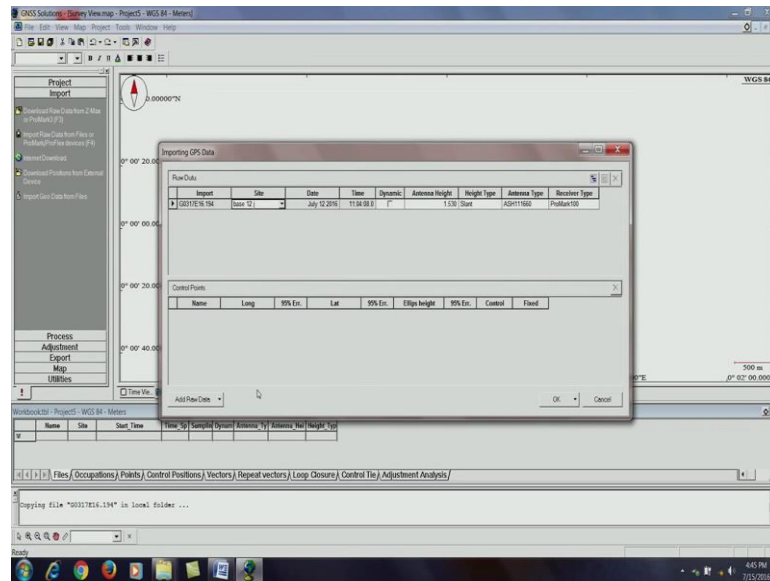 GNSS Solutions - [Survey View.map - Project5 - WGS 84 - Meters]
File Edit View Map Project Tools Window Help
Project
Import
Download Raw Data from Z-Max
or ProMark3 (F3)
Import Raw Data from Files or
ProMark/ProFlex devices (F4)
Internet Download
Download Positions from External
Device
Import Geo Data from Files
Process
Adjustment
Export
Map
Utilities
WGS 84
0.00000"N
0° 00' 20.00
0° 00' 00.00
0° 00' 20.00
0° 00' 40.00
500 m
0° 02' 00.000
Importing GPS Data
Raw Data
Import Site Date Time Dynamic Antenna Height Height Type Antenna Type Receiver Type
G0317E16.194 base 12 j July 12 2016 11:04:08.0 1.530 Slant ASH111660 ProMark100
Control Points
Name Long 95% Err. Lat 95% Err. Ellips height 95% Err. Control Fixed
Add Raw Data OK Cancel
Time Vie..
Workbook.tbl - Project5 - WGS 84 - Meters
Name Site Start_Time Time_Sp Samplin Dynam Antenna_Ty Antenna_Hei Height_Typ
Files Occupations Points Control Positions Vectors Repeat vectors Loop Closure Control Tie Adjustment Analysis
Copying file "G0317E16.194" in local folder ...
Ready
4:45 PM
7/15/2016